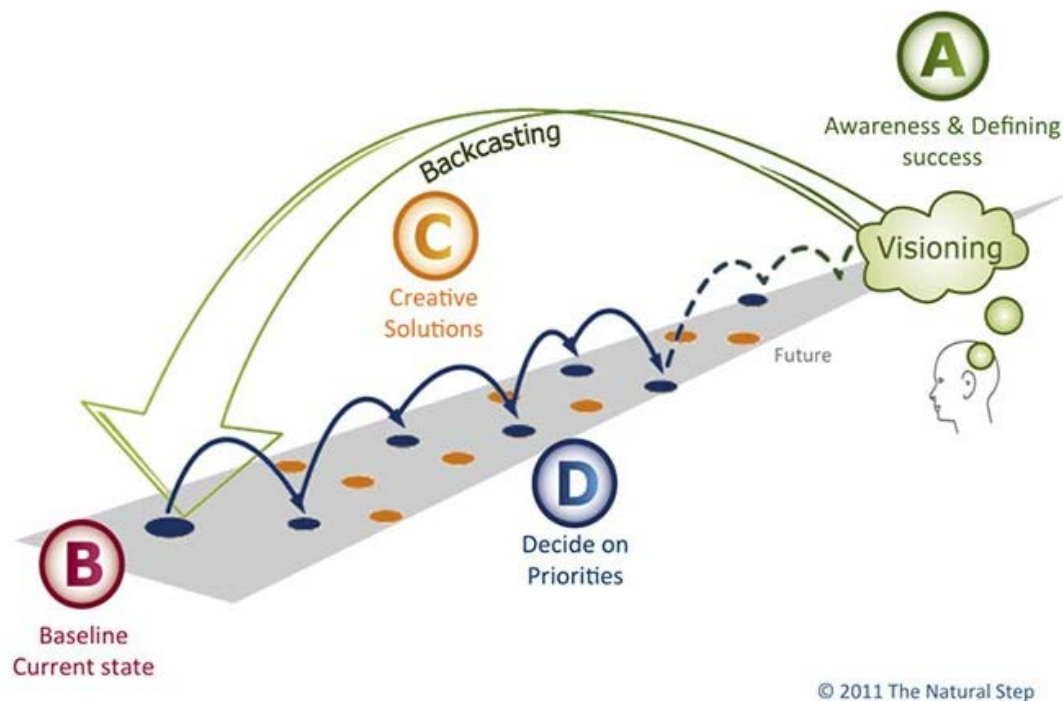 A
Awareness & Defining
success
Backcasting
Visioning
C
Creative
Solutions
Future
D
Decide on
Priorities
B
Baseline
Current state
© 2011 The Natural Step